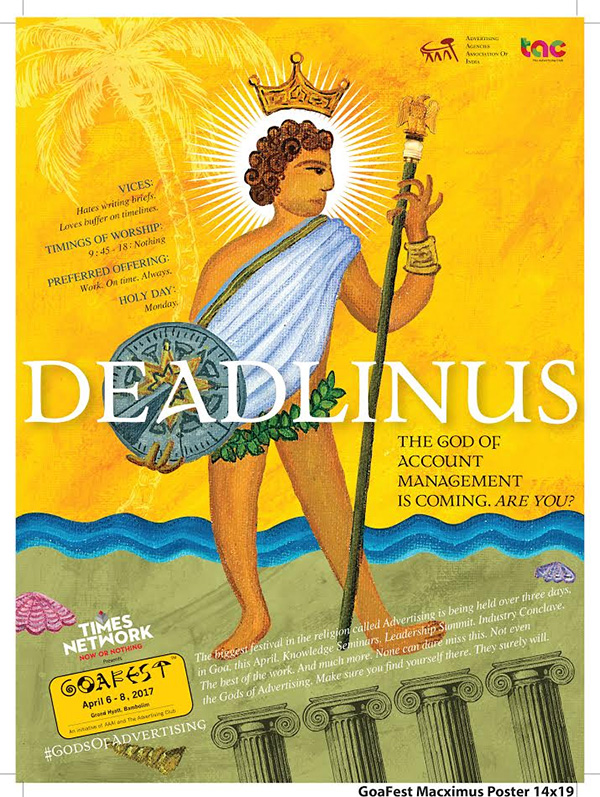 ADVERTISING
AGENCIES
ASSOCIATION OF
INDIA
tac
VICES:
Hates writing briefs.
Loves buffer on timelines.
TIMINGS OF WORSHIP:
9 : 45 - 18 : Nothing
PREFERRED OFFERING:
Work. On time. Always.
HOLY DAY:
Monday.
DEADLINUS
THE GOD OF
ACCOUNT
MANAGEMENT
IS COMING. ARE YOU?
TIMES
NETWORK
NOW OR NOTHING
Presents
GOAFEST
April 6 - 8, 2017
Grand Hyatt, Bambolim
An initiative of AAAI and The Advertising Club
#GODSOFADVERTISING
The biggest festival in the religion called Advertising is being held over three days,
in Goa, this April. Knowledge Seminars. Leadership Summit. Industry Conclave.
The best of the work. And much more. None can dare miss this. Not even
the Gods of Advertising. Make sure you find yourself there. They surely will.
GoaFest Macximus Poster 14x19